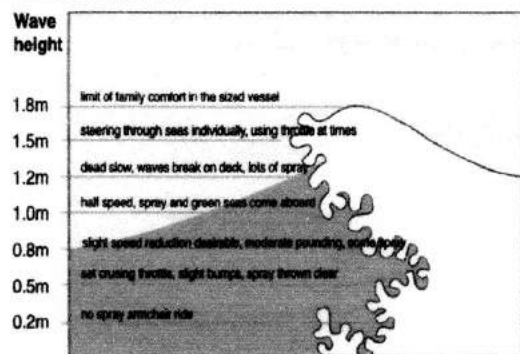 Wave
height
1.8m limit of family comfort in the sized vessel
1.5m steering through seas individually, using throttle at times
1.2m dead slow, waves break on deck, lots of spray
1.0m half speed, spray and green seas come aboard
0.8m slight speed reduction desirable, moderate pounding, some spray
0.5m set crusing throttle, slight bumps, spray thrown clear
0.2m no spray armchair ride